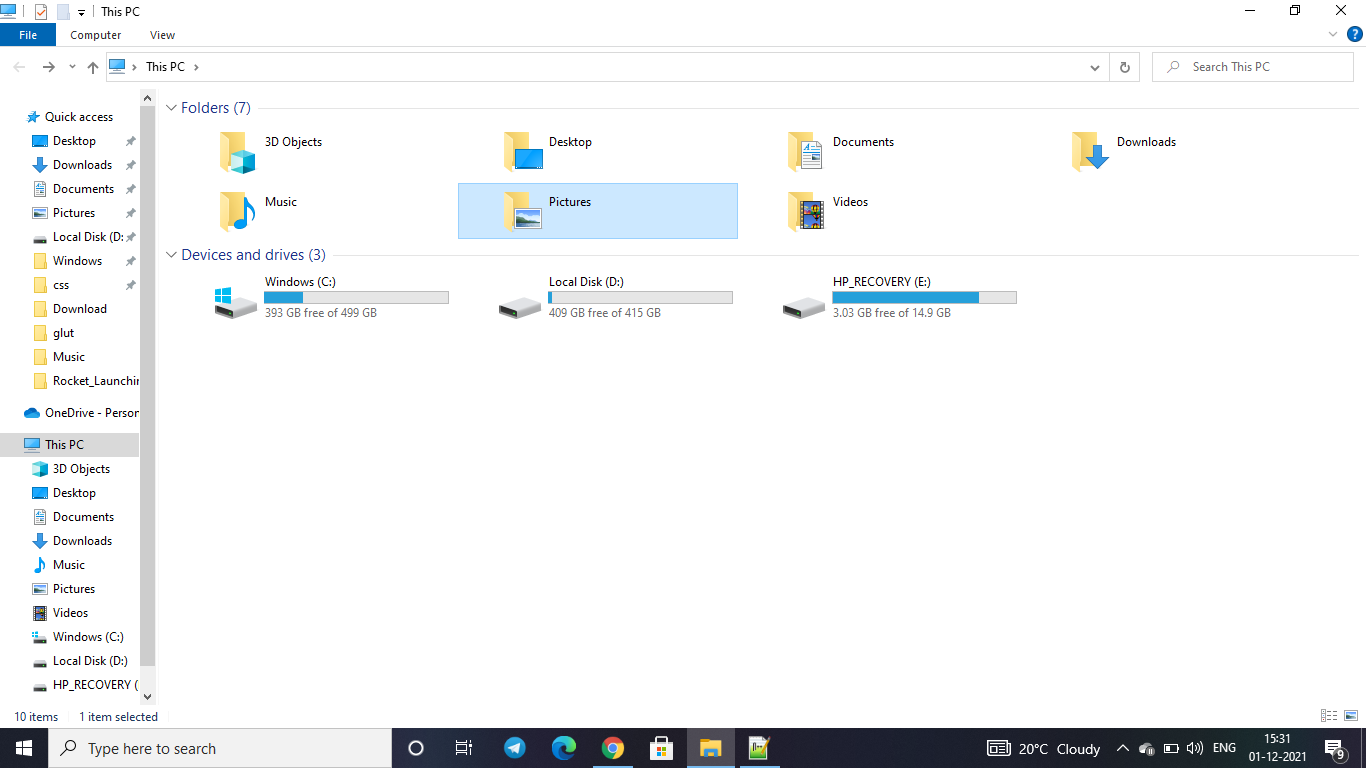 This PC
File
Computer
View
This PC
Search This PC
Quick access
Desktop
Downloads
Documents
Pictures
Local Disk (D:
Windows
css
Download
glut
Music
Rocket_Launchin
OneDrive - Person
This PC
3D Objects
Desktop
Documents
Downloads
Music
Pictures
Videos
Windows (C:)
Local Disk (D:)
HP_RECOVERY (
Folders (7)
3D Objects
Desktop
Documents
Downloads
Music
Pictures
Videos
Devices and drives (3)
Windows (C:)
393 GB free of 499 GB
Local Disk (D:)
409 GB free of 415 GB
HP_RECOVERY (E:)
3.03 GB free of 14.9 GB
10 items
1 item selected
Type here to search
20°C Cloudy
ENG
15:31
01-12-2021
9